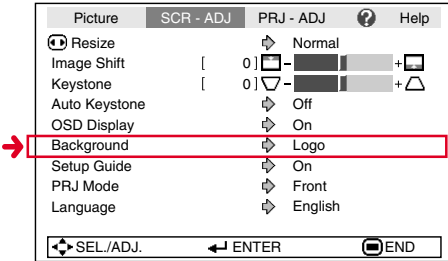 Picture SCR - ADJ PRJ - ADJ ? Help
Resize Normal
Image Shift [ 0 ] - +
Keystone [ 0 ] - +
Auto Keystone Off
OSD Display On
Background Logo
Setup Guide On
PRJ Mode Front
Language English
SEL./ADJ. ENTER END